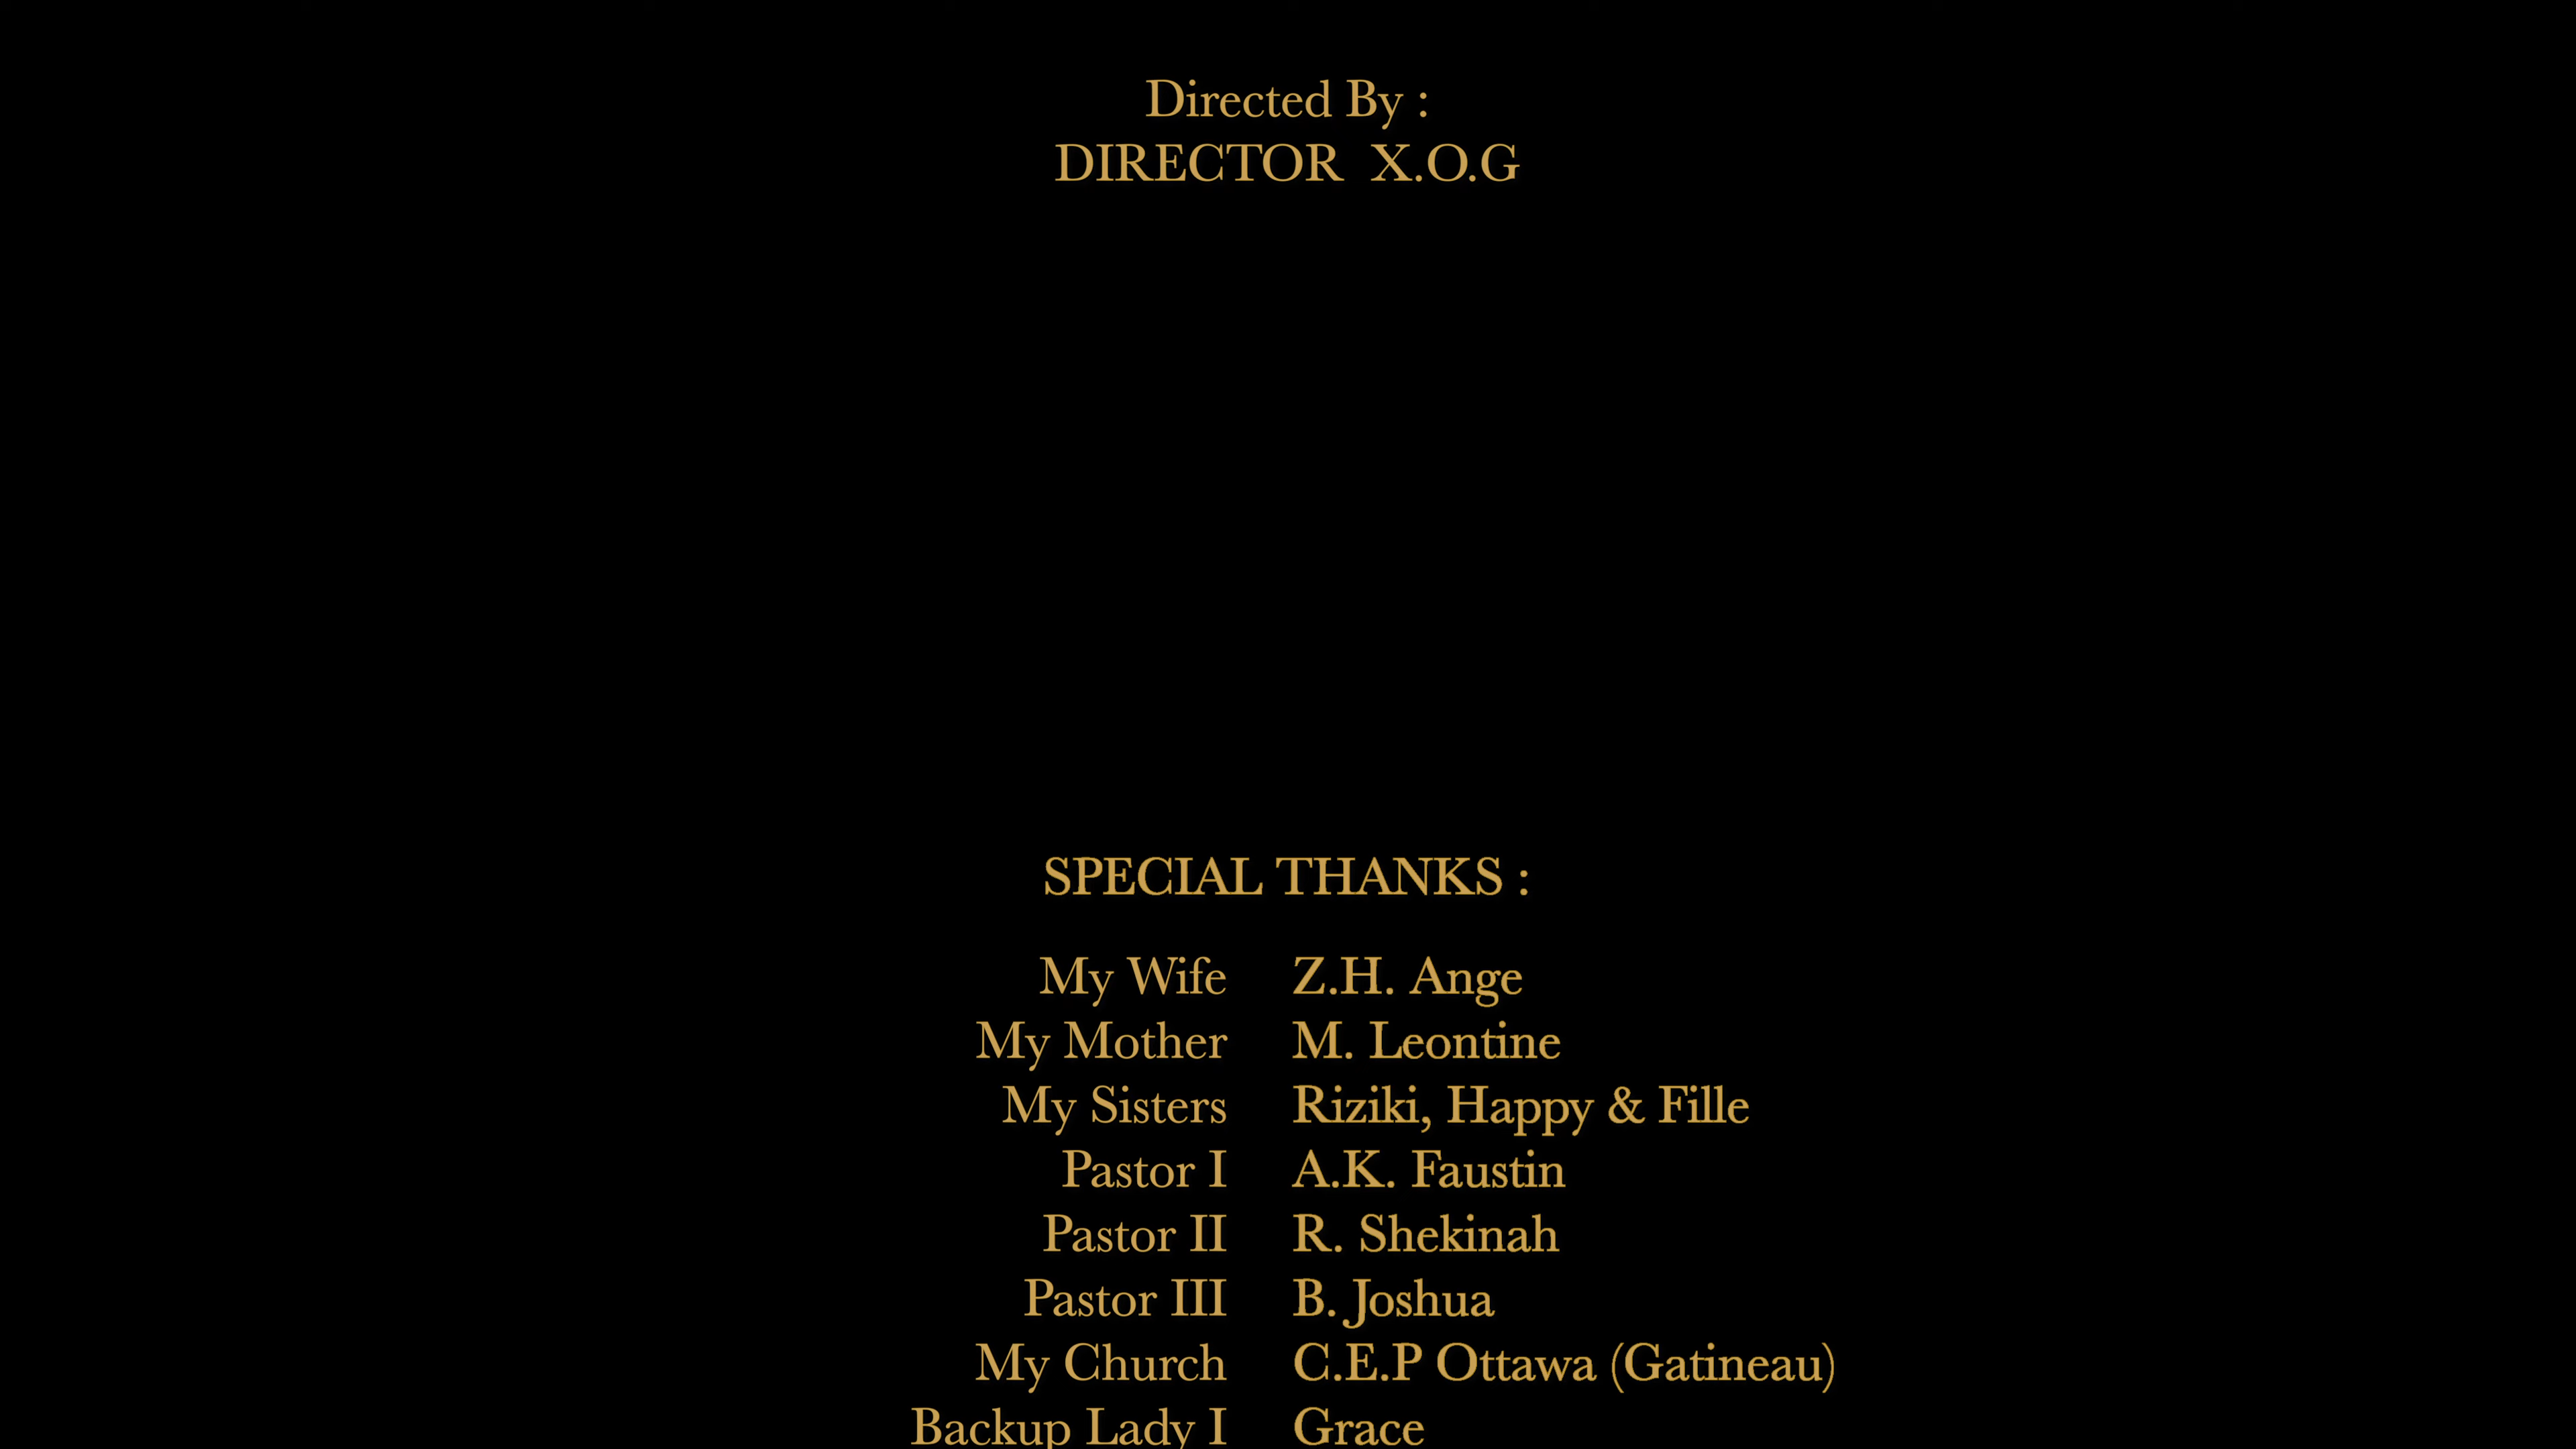 Directed By :
DIRECTOR X.O.G
SPECIAL THANKS :
My Wife Z.H. Ange
My Mother M. Leontine
My Sisters Riziki, Happy & Fille
Pastor I A.K. Faustin
Pastor II R. Shekinah
Pastor III B. Joshua
My Church C.E.P Ottawa (Gatineau)
Backup Lady I Grace